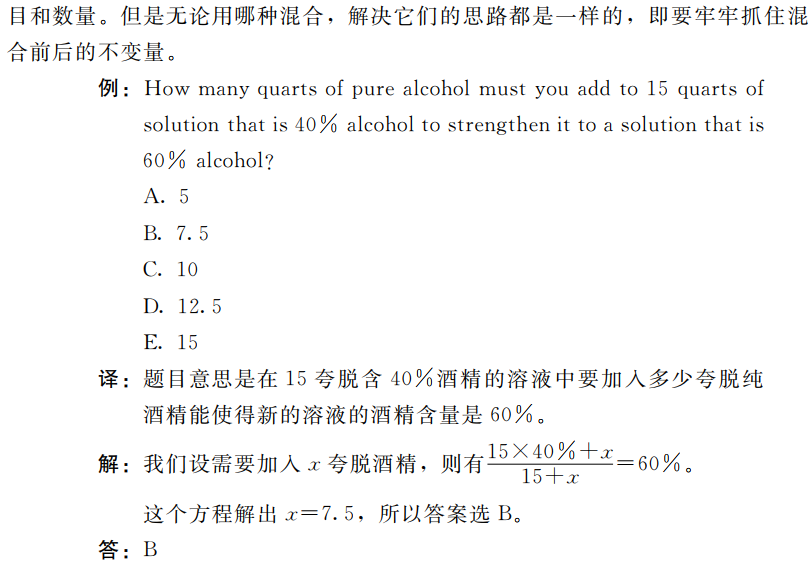 目和数量。但是无论用哪种混合，解决它们的思路都是一样的，即要牢牢抓住混
合前后的不变量。
例：How many quarts of pure alcohol must you add to 15 quarts of
solution that is 40% alcohol to strengthen it to a solution that is
60% alcohol?
A. 5
B. 7.5
C. 10
D. 12.5
E. 15
译：题目意思是在 15 夸脱含 40%酒精的溶液中要加入多少夸脱纯
酒精能使得新的溶液的酒精含量是 60%。
解：我们设需要加入 x 夸脱酒精，则有(15×40%+x)/(15+x)=60%。
这个方程解出 x=7.5，所以答案选 B。
答：B